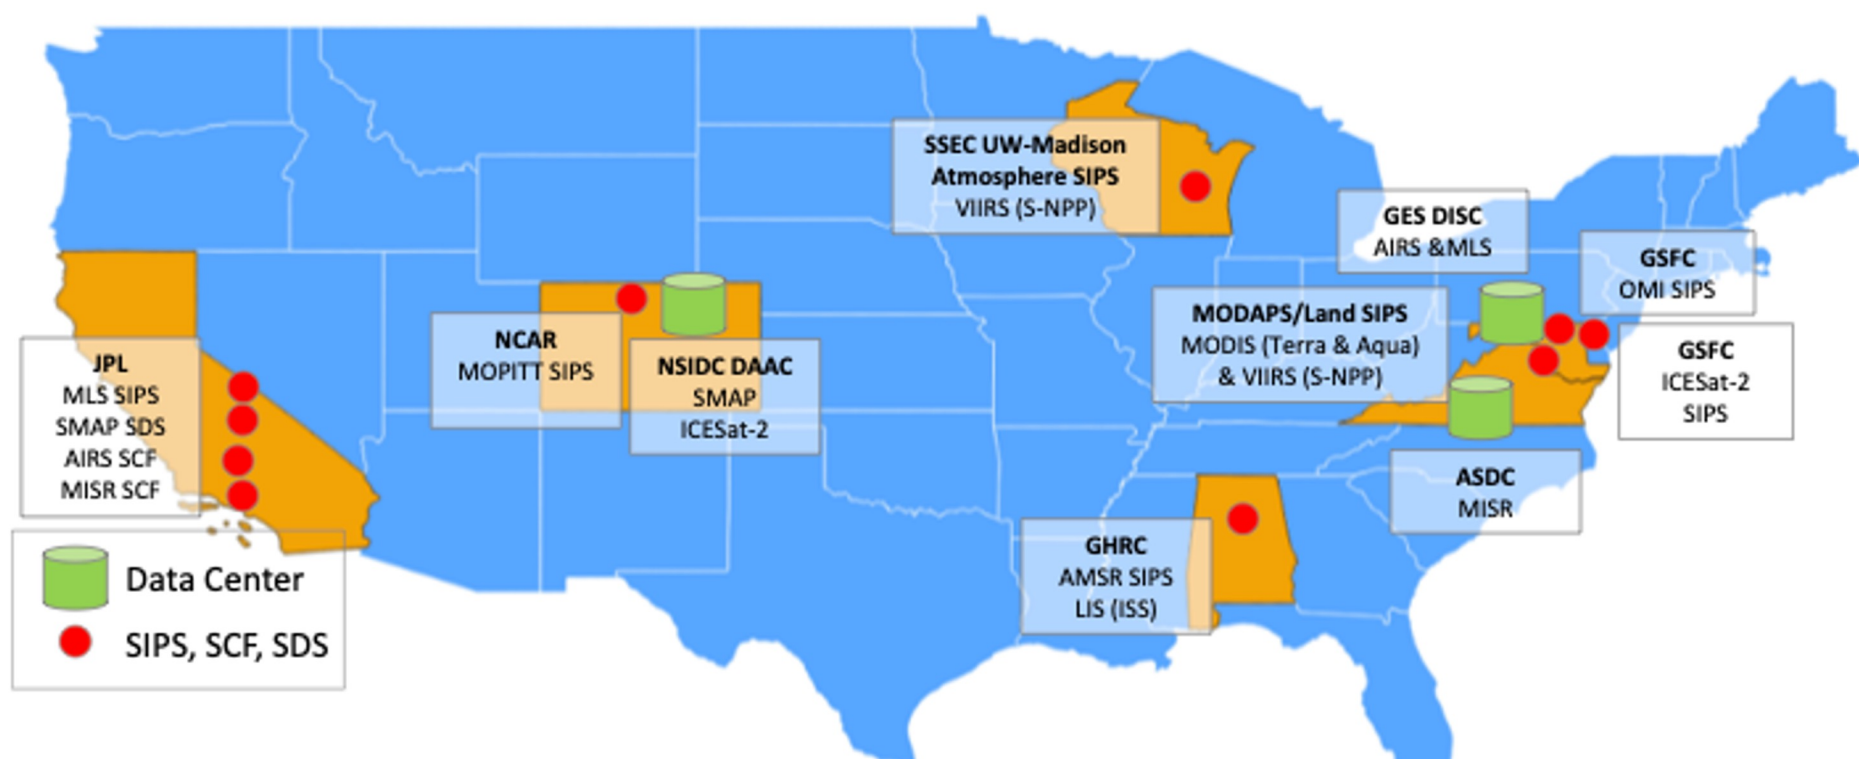 SSEC UW-Madison
Atmosphere SIPS
VIIRS (S-NPP)
GES DISC
AIRS &MLS
GSFC
OMI SIPS
MODAPS/Land SIPS
MODIS (Terra & Aqua)
& VIIRS (S-NPP)
GSFC
ICESat-2
SIPS
NCAR
MOPITT SIPS
NSIDC DAAC
SMAP
ICESat-2
JPL
MLS SIPS
SMAP SDS
AIRS SCF
MISR SCF
ASDC
MISR
GHRC
AMSR SIPS
LIS (ISS)
Data Center
SIPS, SCF, SDS